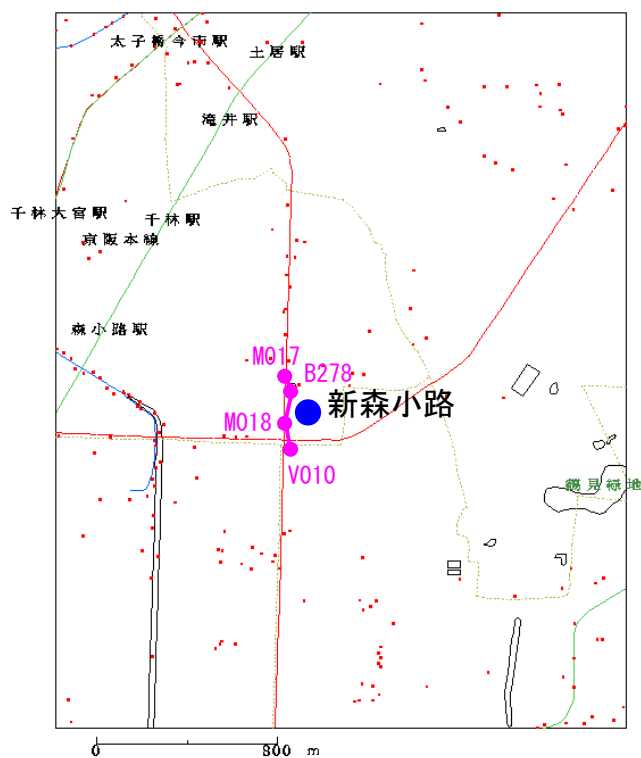 太子橋今市駅
土居駅
滝井駅
千林大宮駅
千林駅
京阪本線
森小路駅
M017
B278
新森小路
M018
V010
鶴見緑地
0 800 m